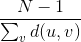 N − 1
∑_v d(u, v)